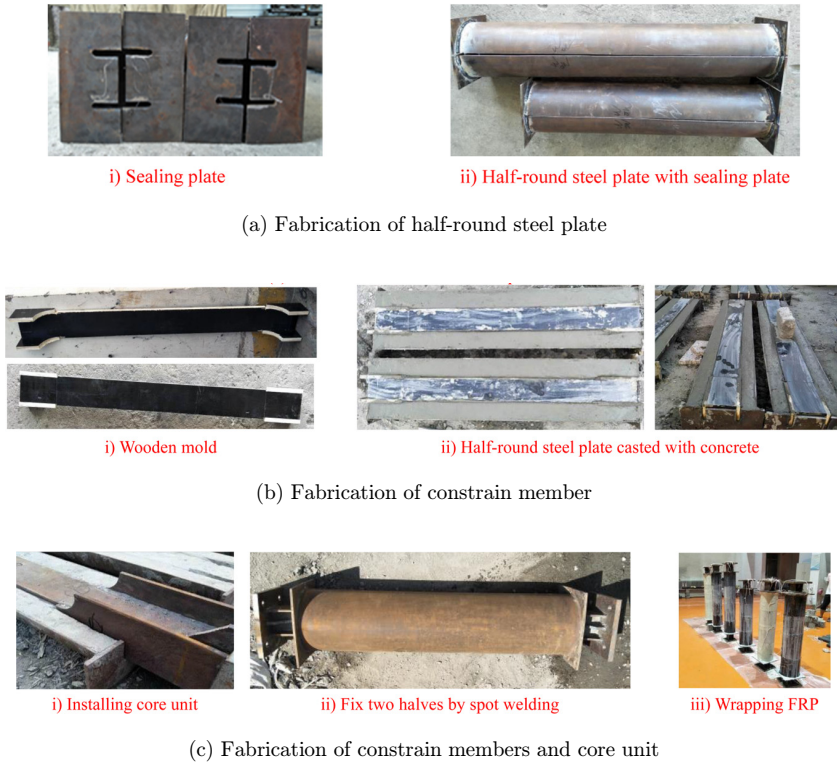 i) Sealing plate
ii) Half-round steel plate with sealing plate
(a) Fabrication of half-round steel plate
i) Wooden mold
ii) Half-round steel plate casted with concrete
(b) Fabrication of constrain member
i) Installing core unit
ii) Fix two halves by spot welding
iii) Wrapping FRP
(c) Fabrication of constrain members and core unit